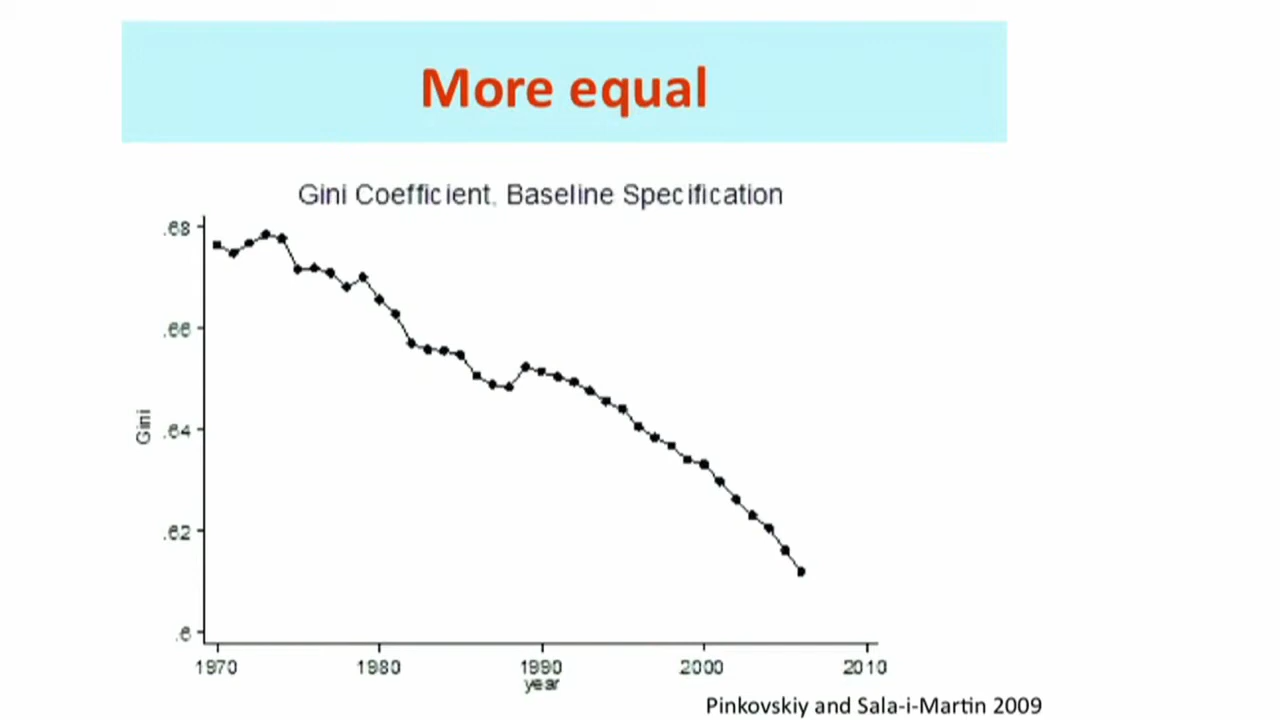 More equal
Gini Coefficient, Baseline Specification
.68
.66
.64
.62
.6
Gini
1970 1980 1990 2000 2010
year
Pinkovskiy and Sala-i-Martin 2009